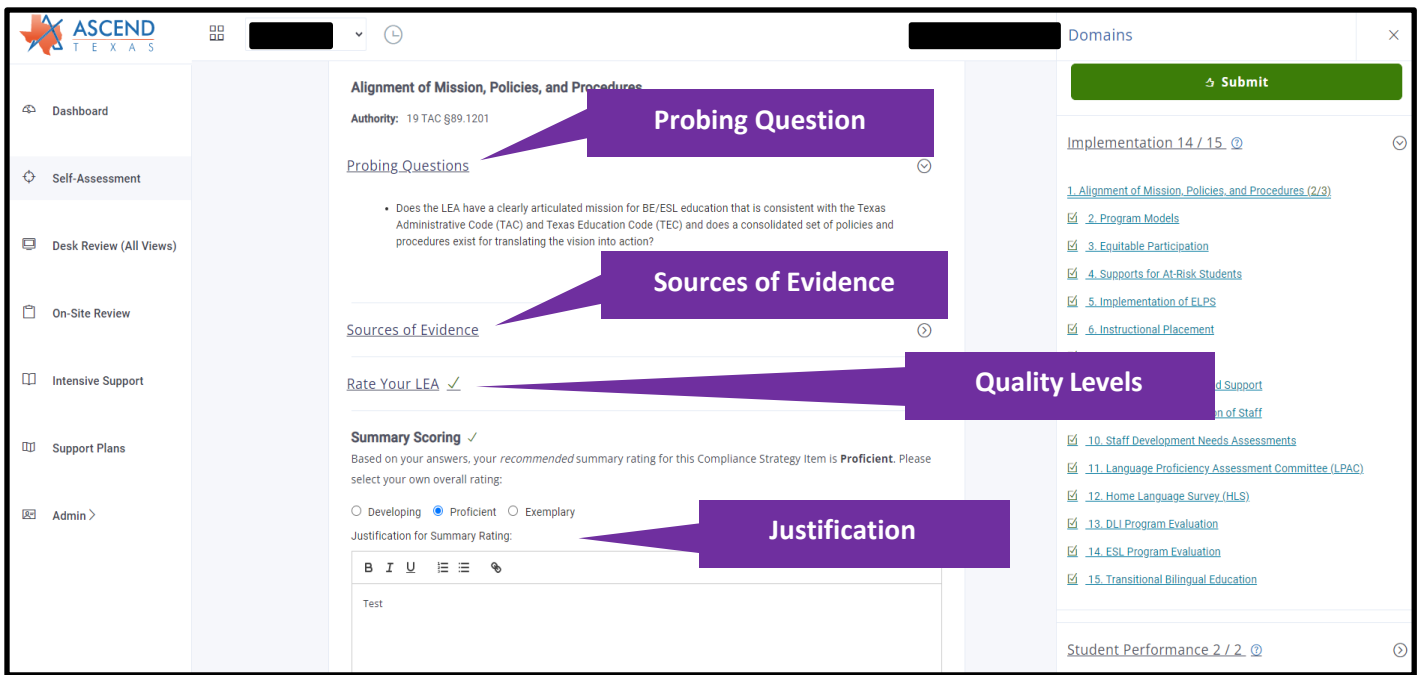 ASCEND
TEXAS
Dashboard
Self-Assessment
Desk Review (All Views)
On-Site Review
Intensive Support
Support Plans
Admin
Alignment of Mission, Policies, and Procedures
Authority: 19 TAC §89.1201
Probing Question
Probing Questions
• Does the LEA have a clearly articulated mission for BE/ESL education that is consistent with the Texas
Administrative Code (TAC) and Texas Education Code (TEC) and does a consolidated set of policies and
procedures exist for translating the vision into action?
Sources of Evidence
Sources of Evidence
Rate Your LEA
Quality Levels
Summary Scoring
Based on your answers, your recommended summary rating for this Compliance Strategy Item is Proficient. Please
select your own overall rating:
Developing Proficient Exemplary
Justification for Summary Rating:
Justification
B I U
Test
Domains
Submit
Implementation 14 / 15
1. Alignment of Mission, Policies, and Procedures (2/3)
2. Program Models
3. Equitable Participation
4. Supports for At-Risk Students
5. Implementation of ELPS
6. Instructional Placement
d Support
on of Staff
10. Staff Development Needs Assessments
11. Language Proficiency Assessment Committee (LPAC)
12. Home Language Survey (HLS)
13. DLI Program Evaluation
14. ESL Program Evaluation
15. Transitional Bilingual Education
Student Performance 2 / 2